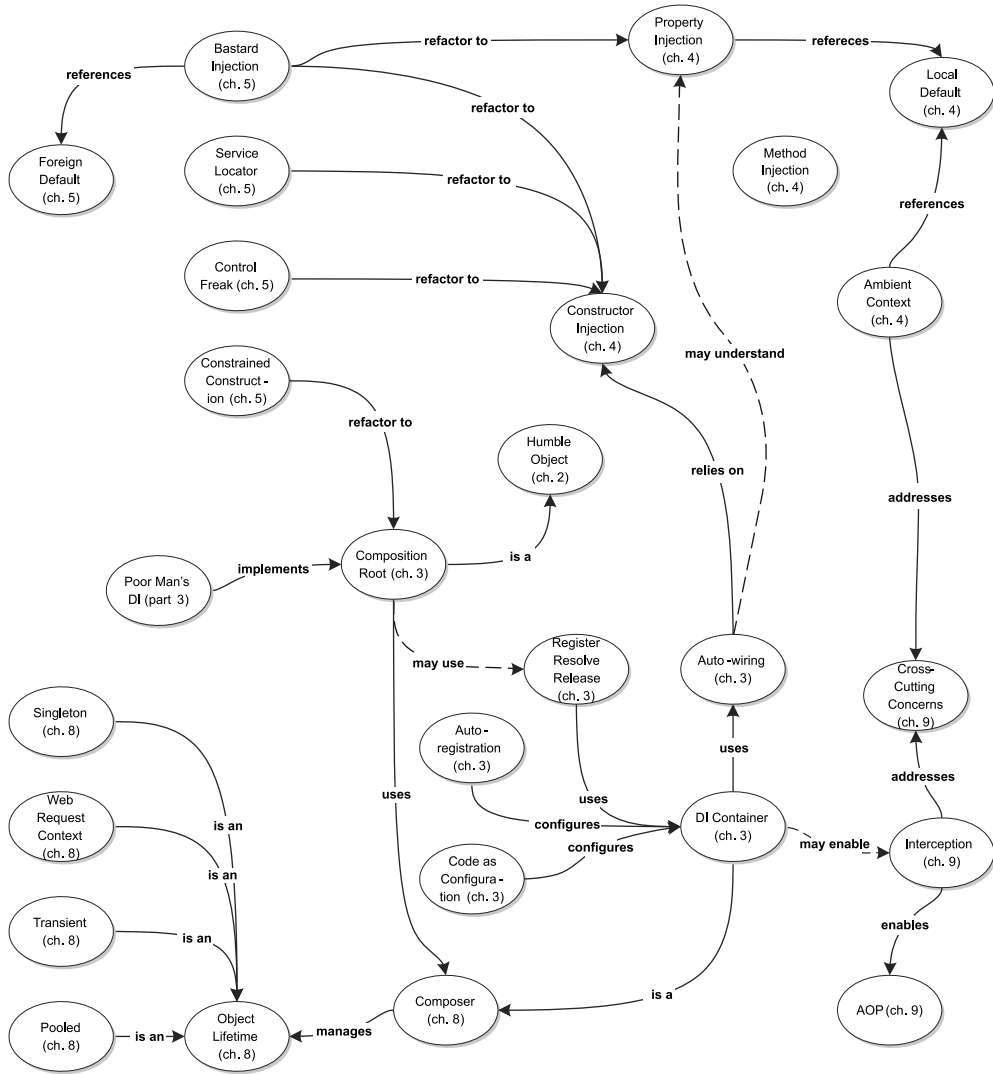 Bastard
Injection
(ch. 5)
refactor to
Property
Injection
(ch. 4)
refereces
Local
Default
(ch. 4)
references
refactor to
Foreign
Default
(ch. 5)
Service
Locator
(ch. 5)
refactor to
Method
Injection
(ch. 4)
references
Control
Freak (ch. 5)
refactor to
Ambient
Context
(ch. 4)
Constructor
Injection
(ch. 4)
may understand
Constrained
Construct -
ion (ch. 5)
refactor to
Humble
Object
(ch. 2)
relies on
addresses
Composition
Root (ch. 3)
is a
implements
Poor Man's
DI (part 3)
may use
Register
Resolve
Release
(ch. 3)
Auto -wiring
(ch. 3)
Cross-
Cutting
Concerns
(ch. 9)
Singleton
(ch. 8)
Auto-
registration
(ch. 3)
uses
addresses
uses
uses
Web
Request
Context
(ch. 8)
is an
configures
DI Container
(ch. 3)
configures
may enable
Interception
(ch. 9)
is an
Code as
Configura -
tion (ch. 3)
Transient
(ch. 8)
is an
enables
is a
Composer
(ch. 8)
AOP (ch. 9)
Pooled
(ch. 8)
is an
Object
Lifetime
(ch. 8)
manages